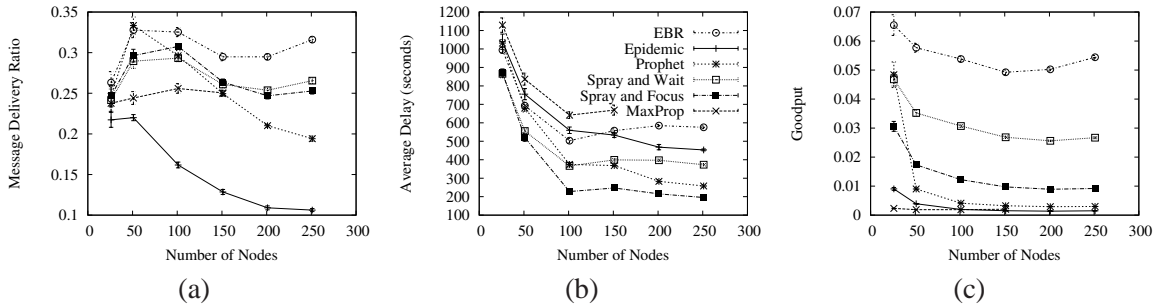 Message Delivery Ratio
0.35
0.3
0.25
0.2
0.15
0.1
0 50 100 150 200 250 300
Number of Nodes
(a)
Average Delay (seconds)
1200
1100
1000
900
800
700
600
500
400
300
200
100
EBR
Epidemic
Prophet
Spray and Wait
Spray and Focus
MaxProp
0 50 100 150 200 250 300
Number of Nodes
(b)
Goodput
0.07
0.06
0.05
0.04
0.03
0.02
0.01
0
0 50 100 150 200 250 300
Number of Nodes
(c)